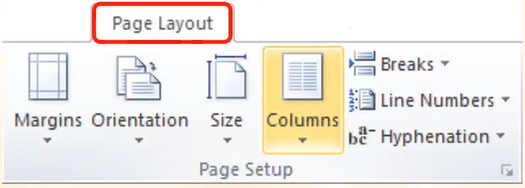 Page Layout
Margins Orientation Size Columns
Breaks
Line Numbers
Hyphenation
Page Setup